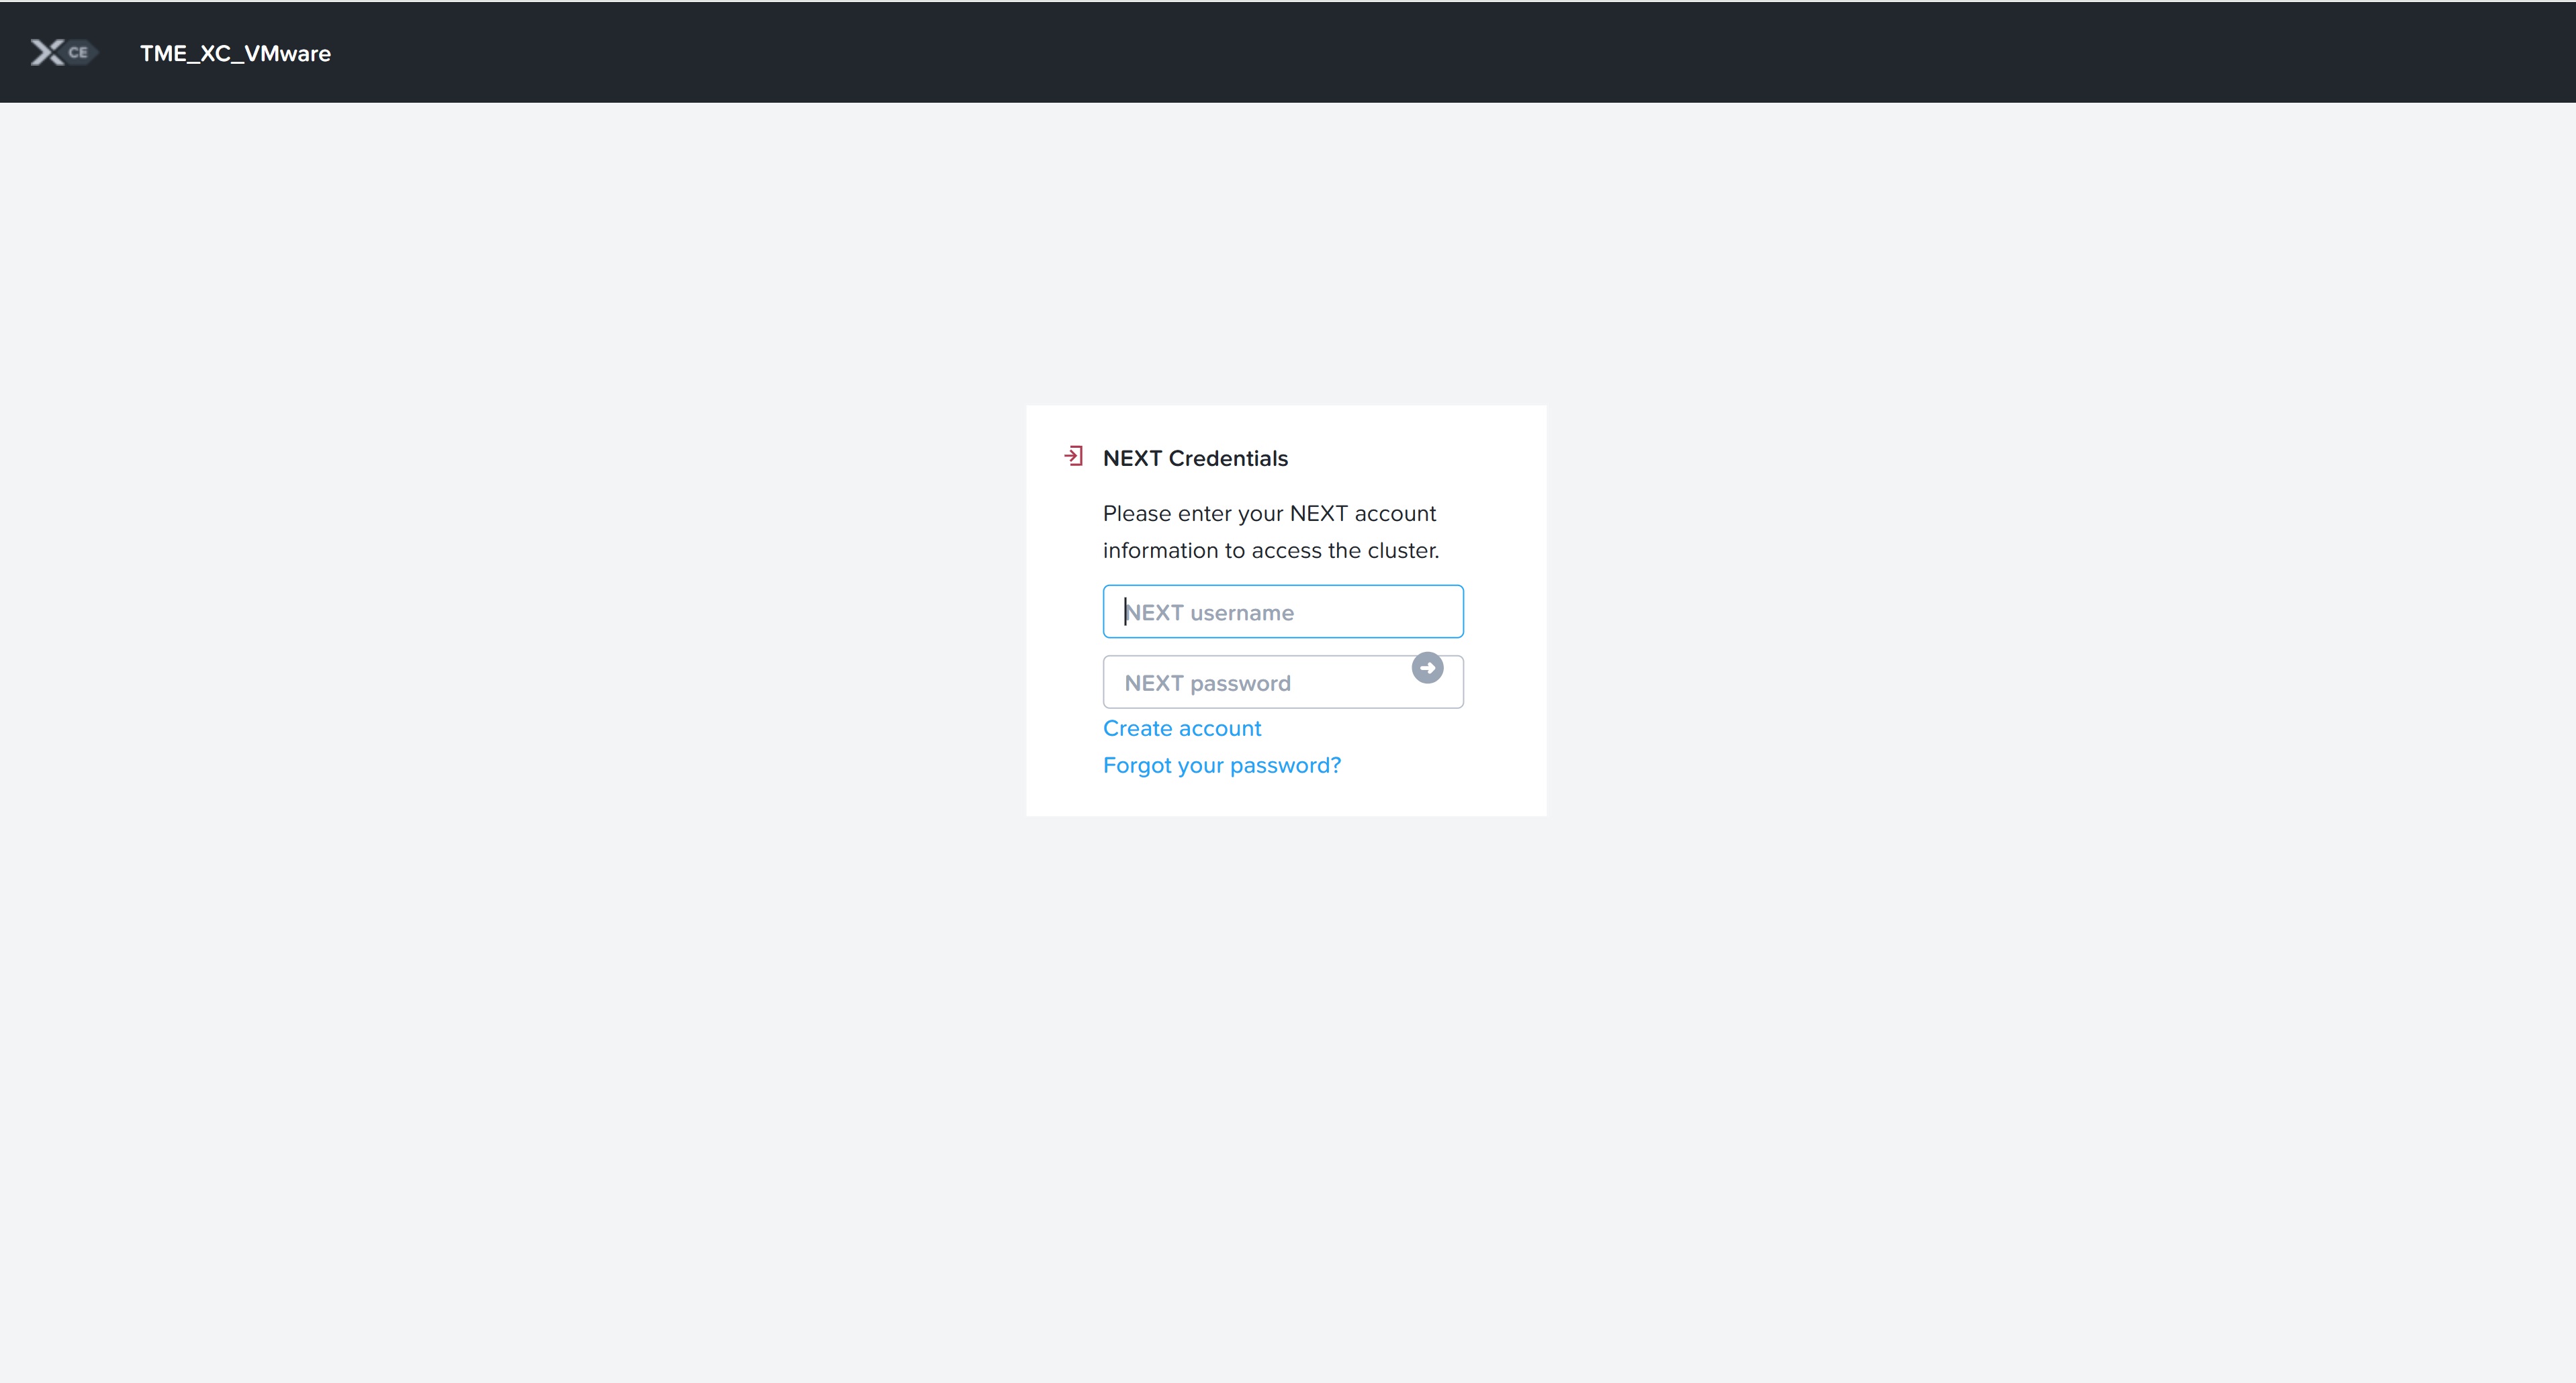 CE
TME_XC_VMware
NEXT Credentials
Please enter your NEXT account
information to access the cluster.
NEXT username
NEXT password
Create account
Forgot your password?